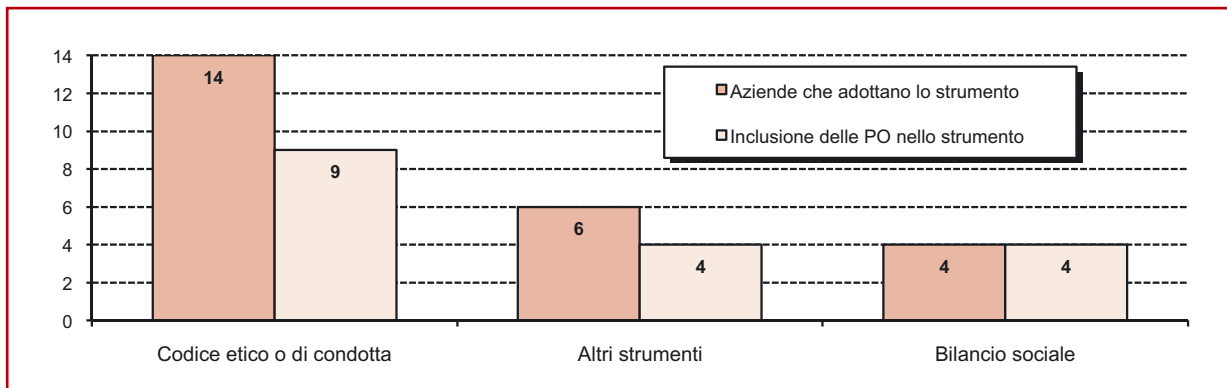 14
12
10
8
6
4
2
0
14
9
6
4
4
4
Aziende che adottano lo strumento
Inclusione delle PO nello strumento
Codice etico o di condotta
Altri strumenti
Bilancio sociale